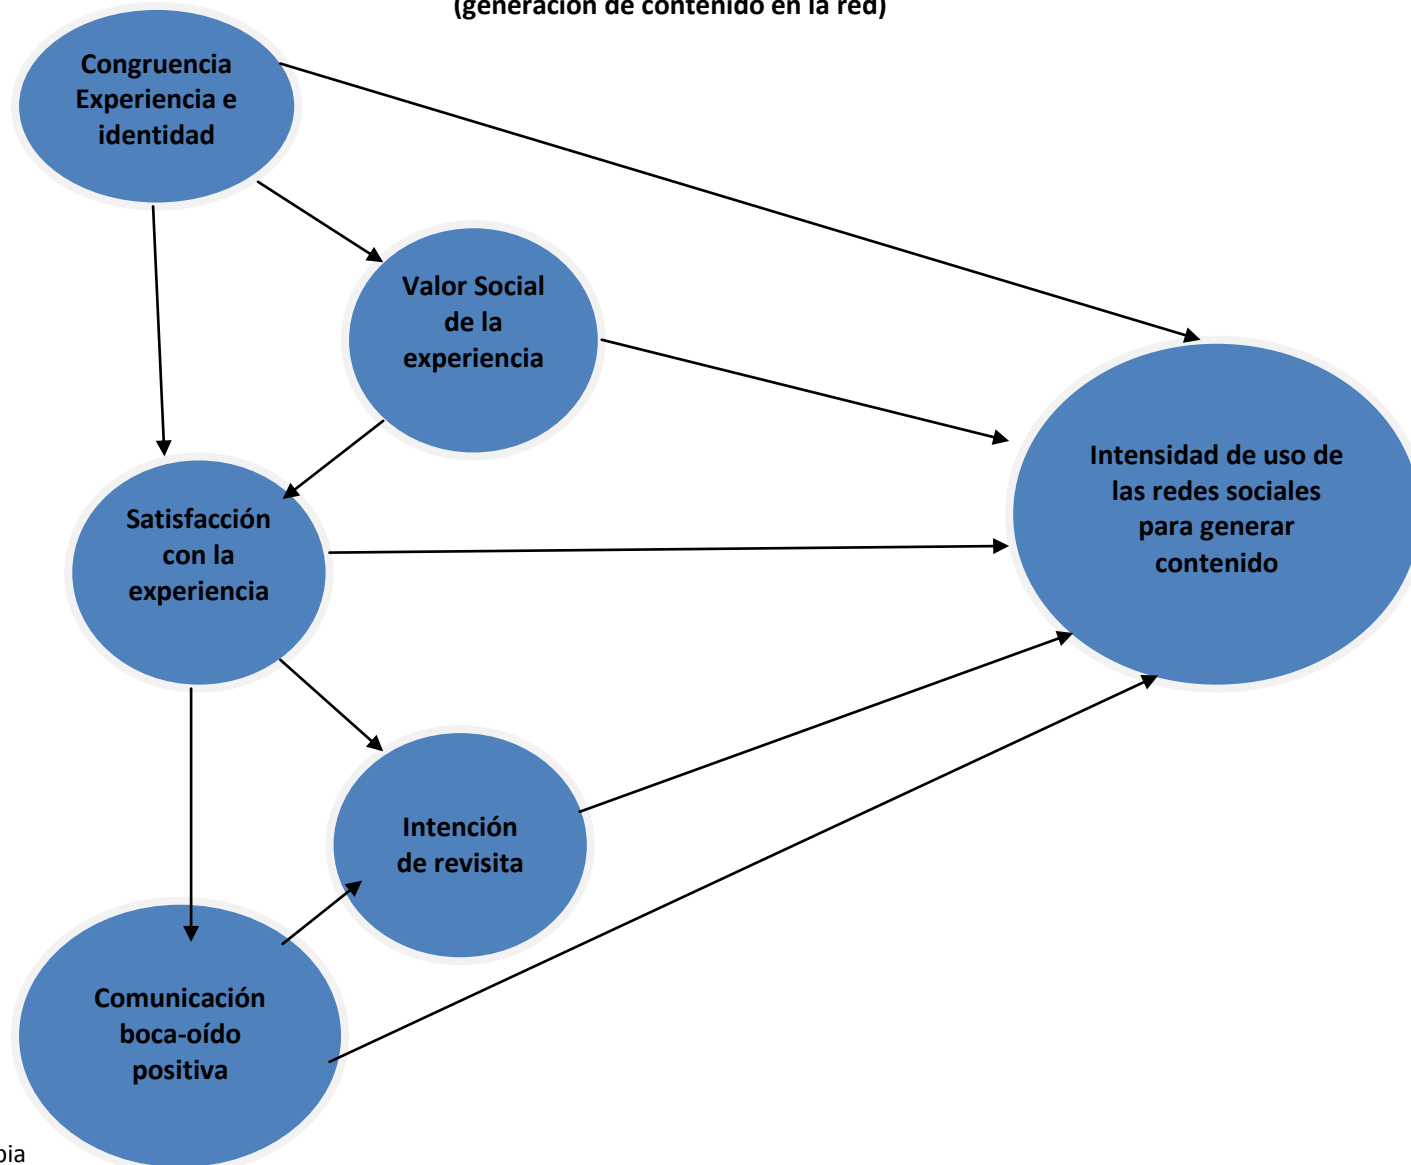 (generación de contenido en la red)
Congruencia
Experiencia e
identidad
Valor Social
de la
experiencia
Intensidad de uso de
las redes sociales
para generar
contenido
Satisfacción
con la
experiencia
Intención
de revisita
Comunicación
boca-oído
positiva